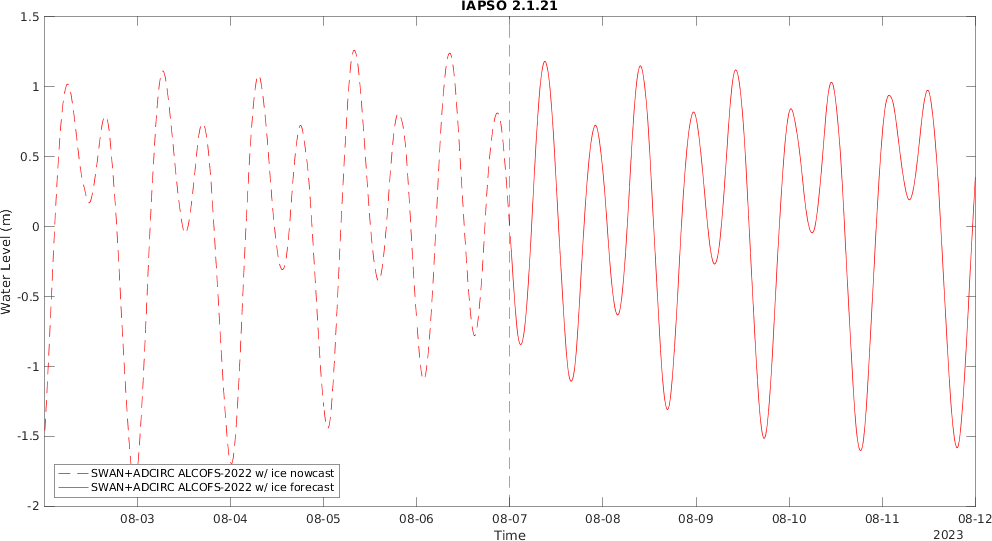 IAPSO 2.1.21
1.5
1
0.5
0
-0.5
-1
-1.5
-2
Water Level (m)
SWAN+ADCIRC ALCOFS-2022 w/ ice nowcast
SWAN+ADCIRC ALCOFS-2022 w/ ice forecast
08-03 08-04 08-05 08-06 08-07 08-08 08-09 08-10 08-11 08-12
Time
2023